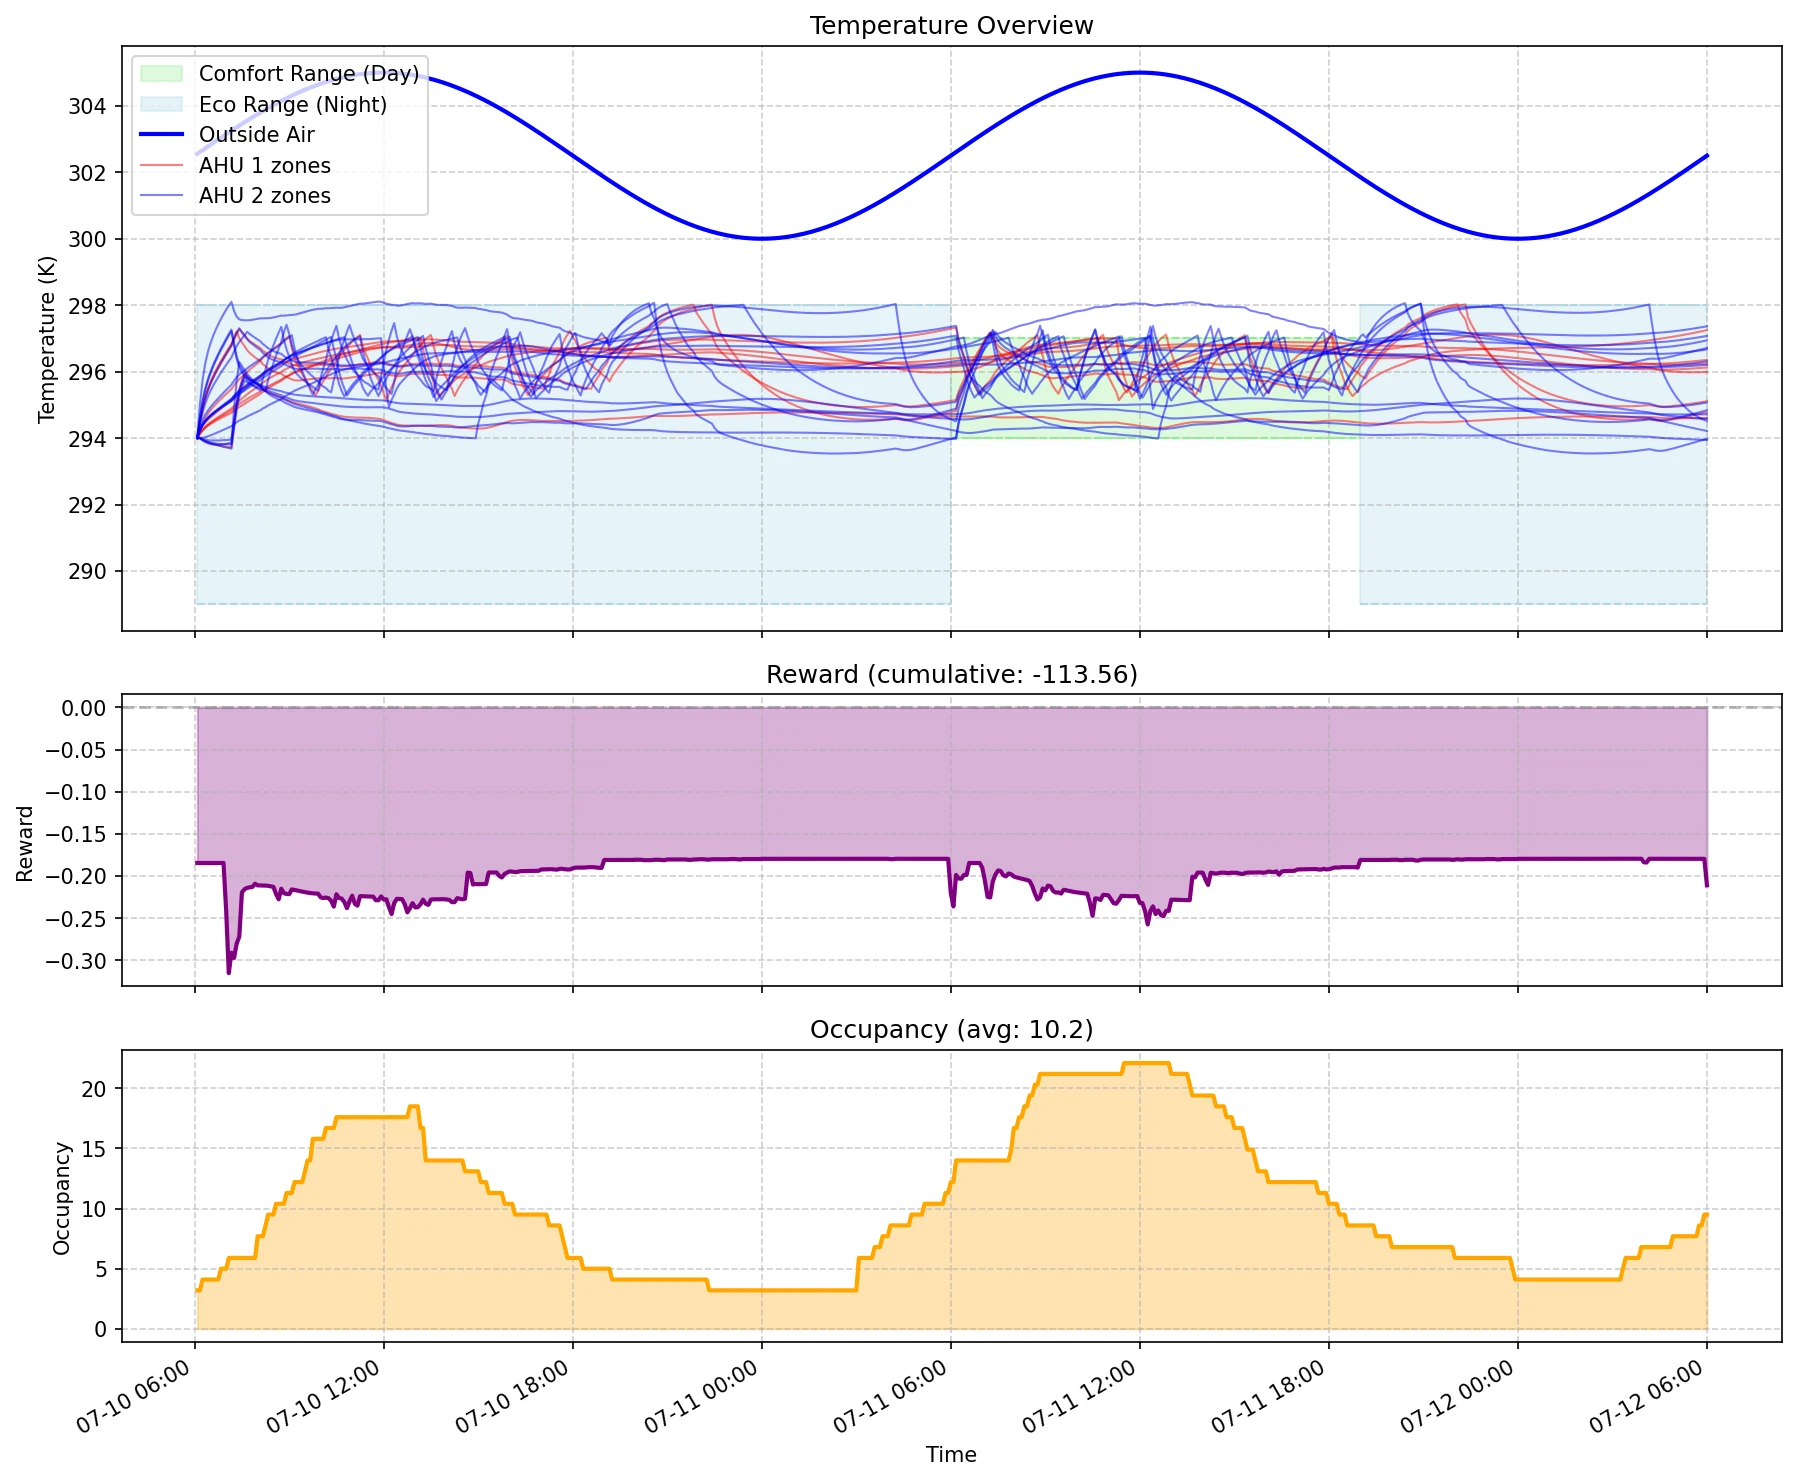 Temperature Overview
Comfort Range (Day)
Eco Range (Night)
Outside Air
AHU 1 zones
AHU 2 zones
Temperature (K)
304
302
300
298
296
294
292
290
Reward (cumulative: -113.56)
Reward
0.00
−0.05
−0.10
−0.15
−0.20
−0.25
−0.30
Occupancy (avg: 10.2)
Occupancy
20
15
10
5
0
07-10 06:00
07-10 12:00
07-10 18:00
07-11 00:00
07-11 06:00
07-11 12:00
07-11 18:00
07-12 00:00
07-12 06:00
Time